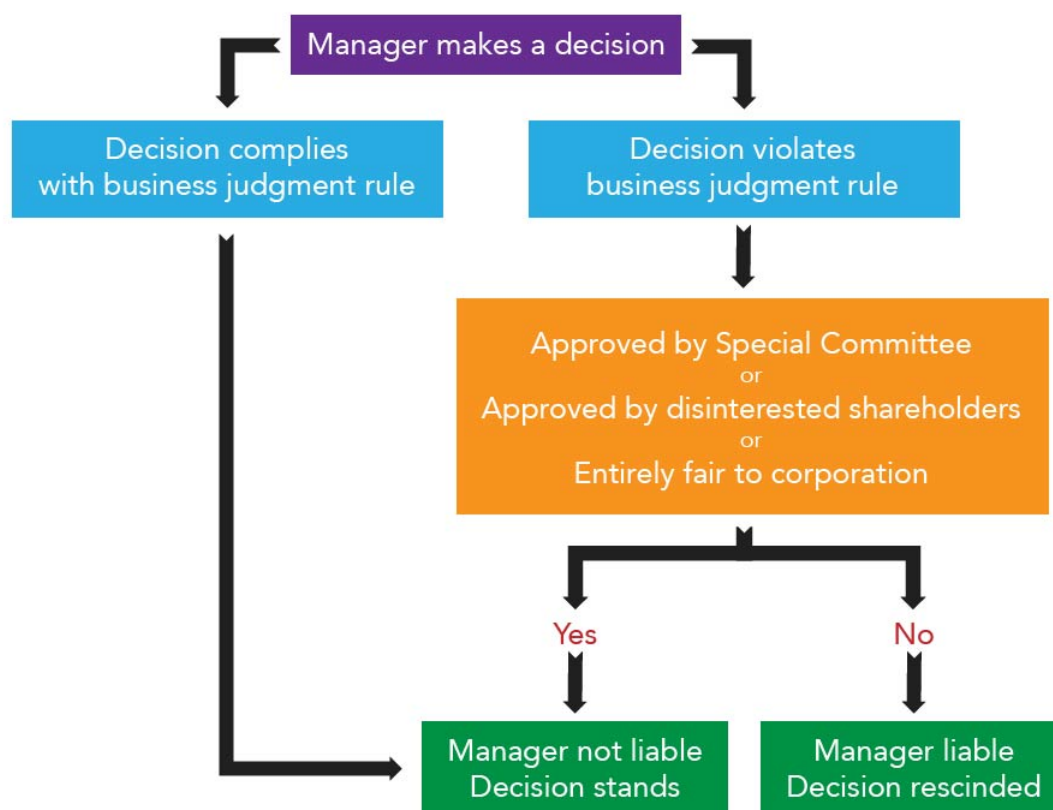 Manager makes a decision
Decision complies
with business judgment rule
Decision violates
business judgment rule
Approved by Special Committee
or
Approved by disinterested shareholders
or
Entirely fair to corporation
Yes
No
Manager not liable
Decision stands
Manager liable
Decision rescinded